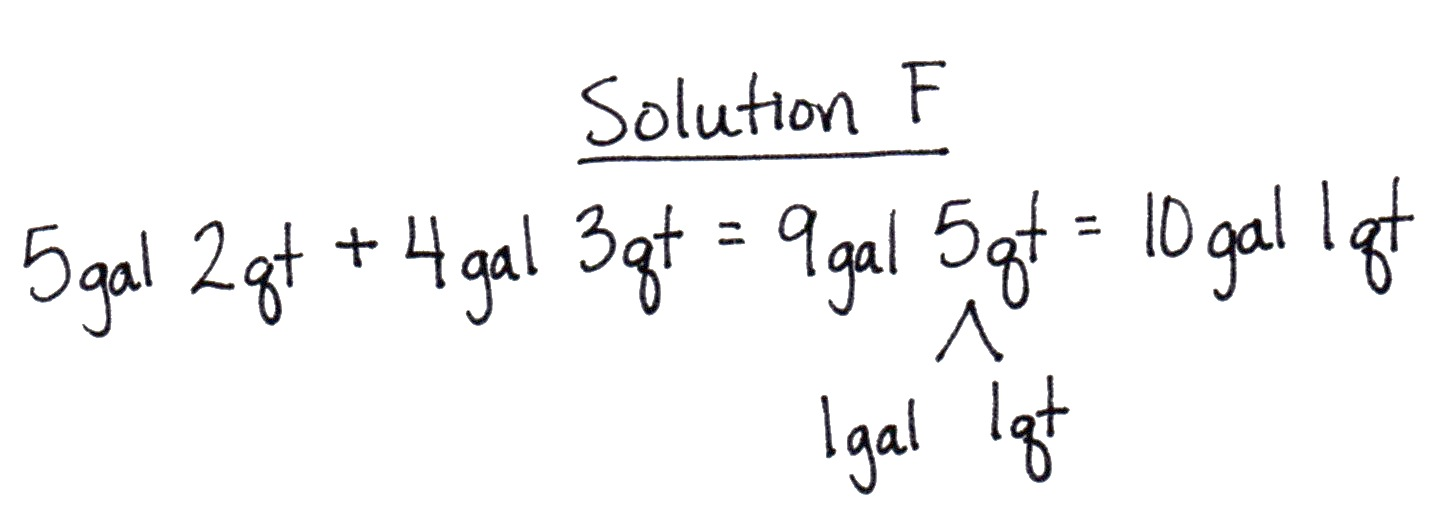 Solution F
5gal 2qt + 4gal 3qt = 9gal 5qt = 10gal 1qt
1gal 1qt